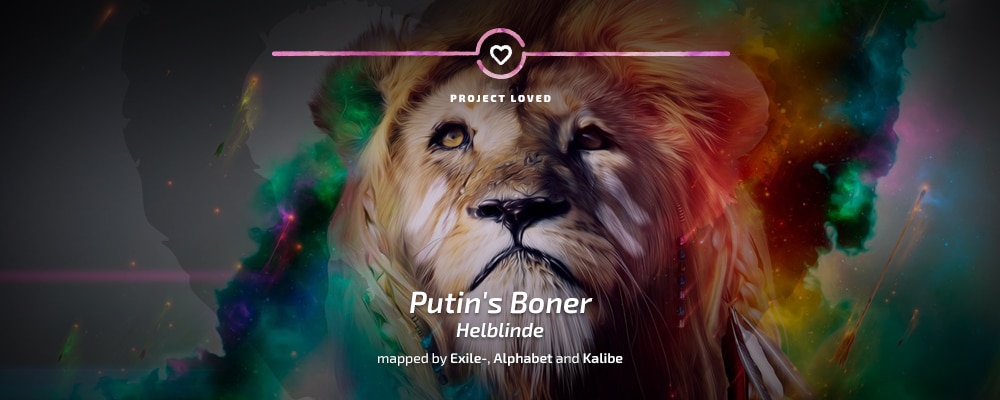 PROJECT LOVED
Putin's Boner
Helblinde
mapped by Exile-, Alphabet and Kalibe